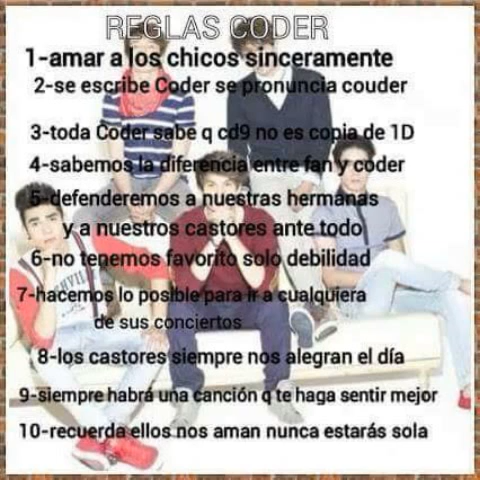 REGLAS CODER
1-amar a los chicos sinceramente
2-se escribe Coder se pronuncia couder
3-toda Coder sabe q cd9 no es copia de 1D
4-sabemos la diferencia entre fan y coder
5-defenderemos a nuestras hermanas
y a nuestros castores ante todo
6-no tenemos favorito solo debilidad
7-hacemos lo posible para ir a cualquiera
de sus conciertos
8-los castores siempre nos alegran el día
9-siempre habrá una canción q te haga sentir mejor
10-recuerda ellos nos aman nunca estarás sola